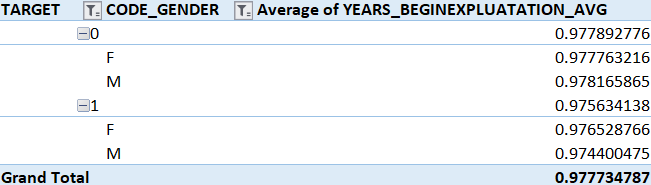 TARGET CODE_GENDER Average of YEARS_BEGINEXPLUATATION_AVG
0 0.977892776
F 0.977763216
M 0.978165865
1 0.975634138
F 0.976528766
M 0.974400475
Grand Total 0.977734787